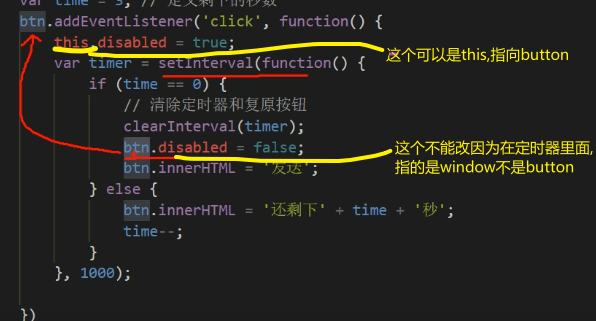 var time = 3; // 定义剩下的秒数
btn.addEventListener('click', function() {
this.disabled = true;
这个可以是this,指向button
var timer = setInterval(function() {
if (time == 0) {
// 清除定时器和复原按钮
clearInterval(timer);
btn.disabled = false;
这个不能改因为在定时器里面,
指的是window不是button
btn.innerHTML = '发送';
} else {
btn.innerHTML = '还剩下' + time + '秒';
time--;
}
}, 1000);
})